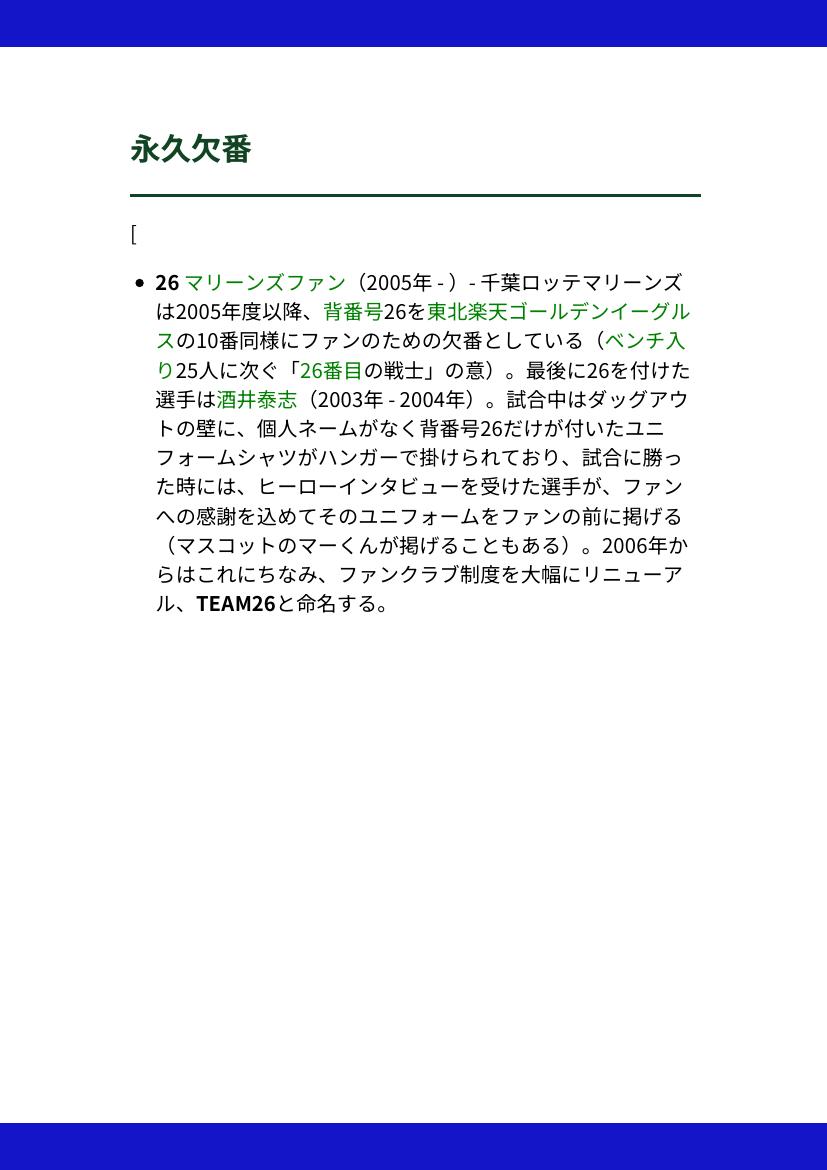 永久欠番
[
• 26 マリーンズファン（2005年 - ）- 千葉ロッテマリーンズ
は2005年度以降、背番号26を東北楽天ゴールデンイーグル
スの10番同様にファンのための欠番としている（ベンチ入
り25人に次ぐ「26番目の戦士」の意）。最後に26を付けた
選手は酒井泰志（2003年 - 2004年）。試合中はダッグアウ
トの壁に、個人ネームがなく背番号26だけが付いたユニ
フォームシャツがハンガーで掛けられており、試合に勝っ
た時には、ヒーローインタビューを受けた選手が、ファン
への感謝を込めてそのユニフォームをファンの前に掲げる
（マスコットのマーくんが掲げることもある）。2006年か
らはこれにちなみ、ファンクラブ制度を大幅にリニューア
ル、TEAM26と命名する。